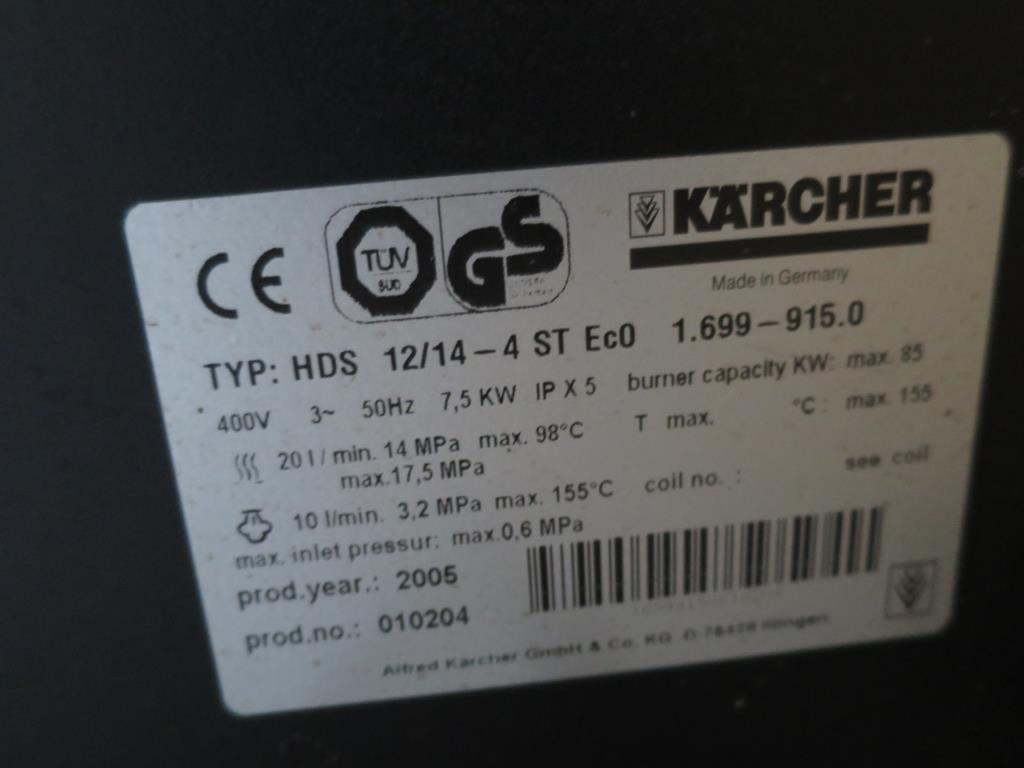 CE TÜV SÜD GS KÄRCHER
Made in Germany
TYP: HDS 12/14-4 ST Ec0 1.699-915.0
400V 3~ 50Hz 7,5 KW IP X 5 burner capacity KW: max. 85
20 l / min. 14 MPa max. 98°C T max. °C: max. 155
max.17,5 MPa
10 l/min. 3,2 MPa max. 155°C coil no. : see coil
max. inlet pressur: max.0,6 MPa
prod.year.: 2005
prod.no.: 010204
Alfred Kärcher GmbH & Co. KG